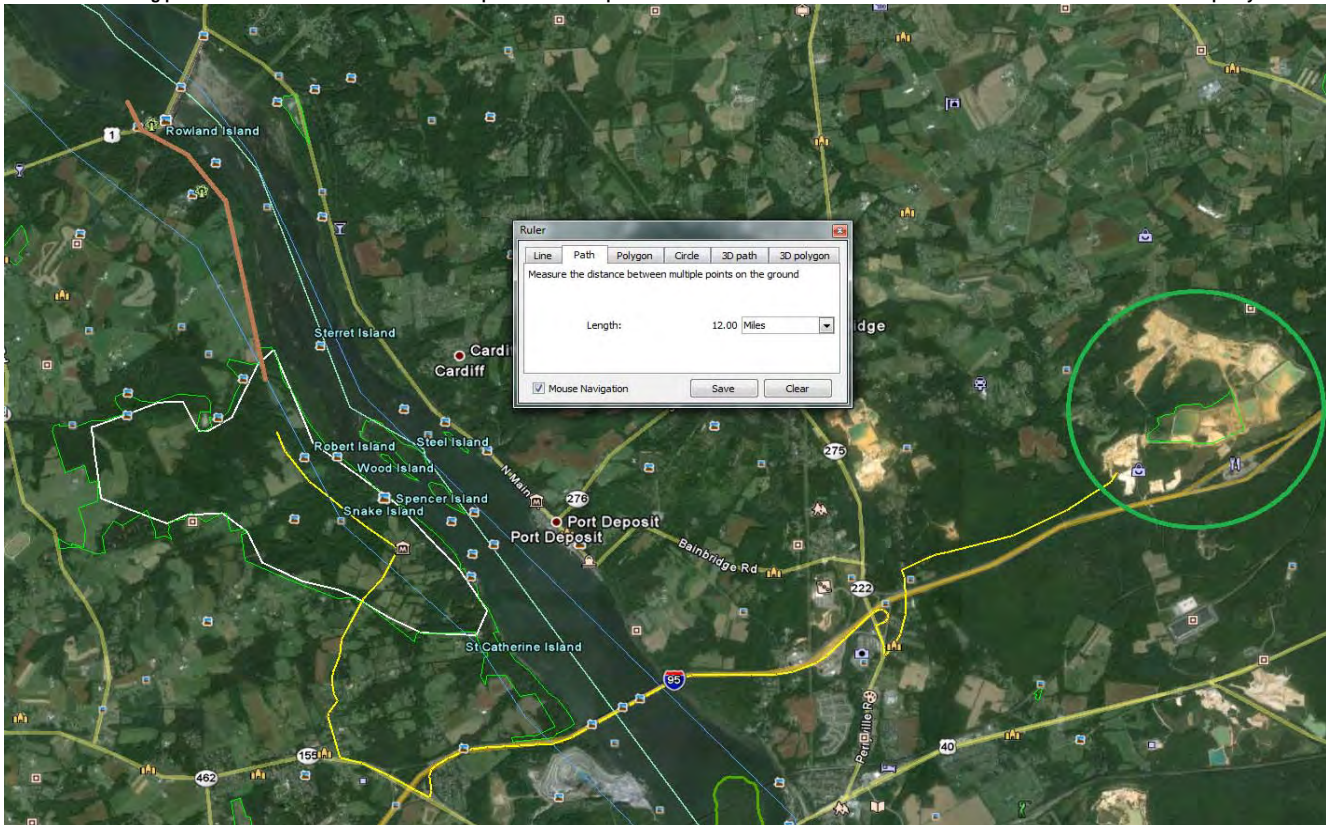 1
Rowland Island
Ruler
Line Path Polygon Circle 3D path 3D polygon
Measure the distance between multiple points on the ground
Length: 12.00 Miles
Mouse Navigation Save Clear
idge
Sterret Island
Cardi
Cardiff
Robert Island
Steel Island
Wood Island
275
N Main
Spencer Island
276
Snake Island
Port Deposit
Port Deposit
Bainbridge Rd
222
St Catherine Island
95
Perryville R
40
155
462